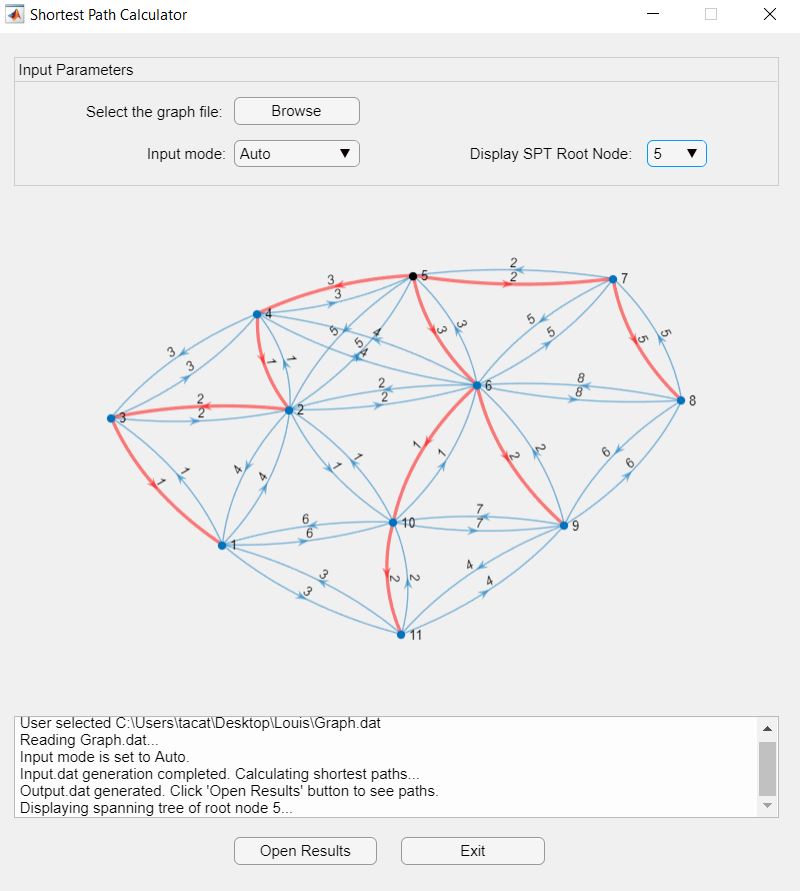 Shortest Path Calculator
Input Parameters
Select the graph file: Browse
Input mode: Auto Display SPT Root Node: 5
2
5 7
3 2
3
4 3 3 5 5
5 4 5
3 1 1 5 4
3 2 6 8
2 2 8 8
3 2 2
1 2 2
1 1 1 6
4 4 1 1 6
6 7
6 10 7 9
1
3 2 2 4
3 4
11
User selected C:\Users\tacat\Desktop\Louis\Graph.dat
Reading Graph.dat...
Input mode is set to Auto.
Input.dat generation completed. Calculating shortest paths...
Output.dat generated. Click 'Open Results' button to see paths.
Displaying spanning tree of root node 5...
Open Results Exit